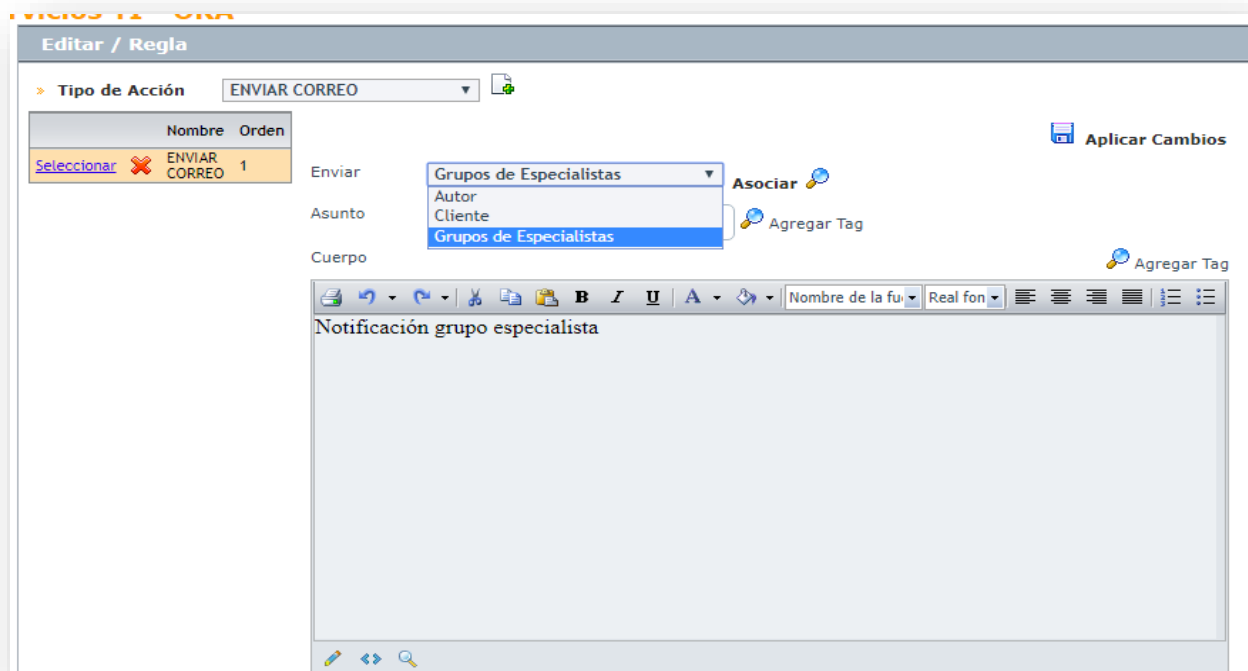 Editar / Regla
» Tipo de Acción ENVIAR CORREO
Nombre Orden
Seleccionar ENVIAR CORREO 1
Aplicar Cambios
Enviar Grupos de Especialistas Asociar
Autor
Cliente
Grupos de Especialistas
Asunto Agregar Tag
Cuerpo Agregar Tag
B I U A Nombre de la fu Real fon
Notificación grupo especialista